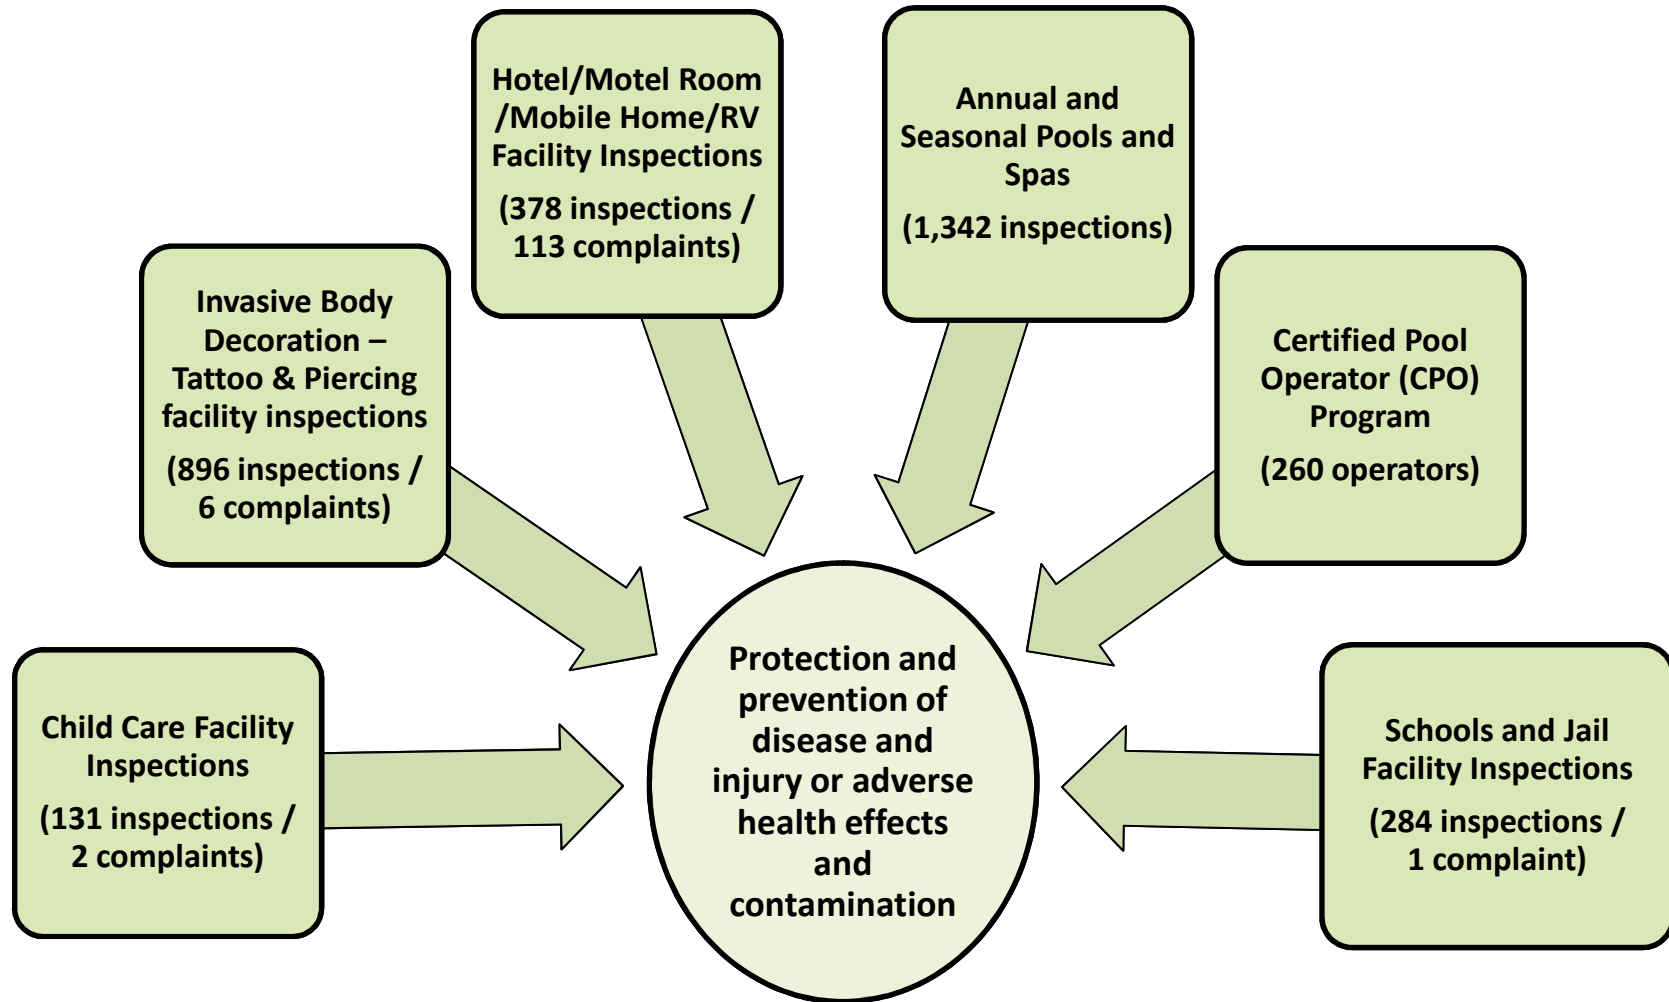 Hotel/Motel Room
/Mobile Home/RV
Facility Inspections
(378 inspections /
113 complaints)
Annual and
Seasonal Pools and
Spas
(1,342 inspections)
Invasive Body
Decoration –
Tattoo & Piercing
facility inspections
(896 inspections /
6 complaints)
Certified Pool
Operator (CPO)
Program
(260 operators)
Child Care Facility
Inspections
(131 inspections /
2 complaints)
Protection and
prevention of
disease and
injury or adverse
health effects
and
contamination
Schools and Jail
Facility Inspections
(284 inspections /
1 complaint)